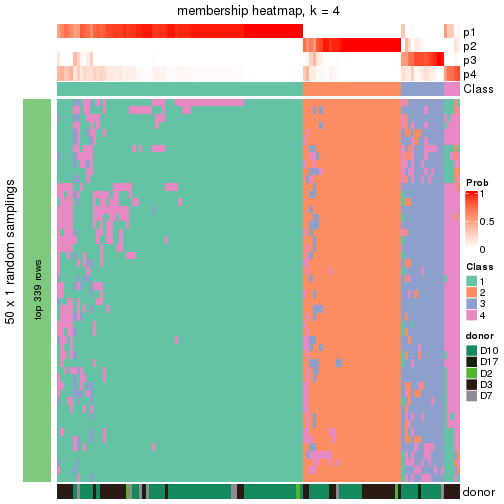 membership heatmap, k = 4
p1
p2
p3
p4
Class
50 x 1 random samplings
top 339 rows
Prob
1
0.5
0
Class
1
2
3
4
donor
D10
D17
D2
D3
D7
donor